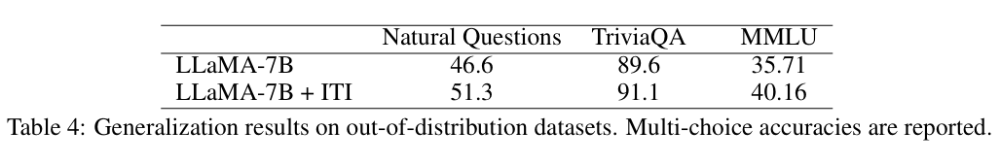 Natural Questions TriviaQA MMLU
LLaMA-7B 46.6 89.6 35.71
LLaMA-7B + ITI 51.3 91.1 40.16
Table 4: Generalization results on out-of-distribution datasets. Multi-choice accuracies are reported.